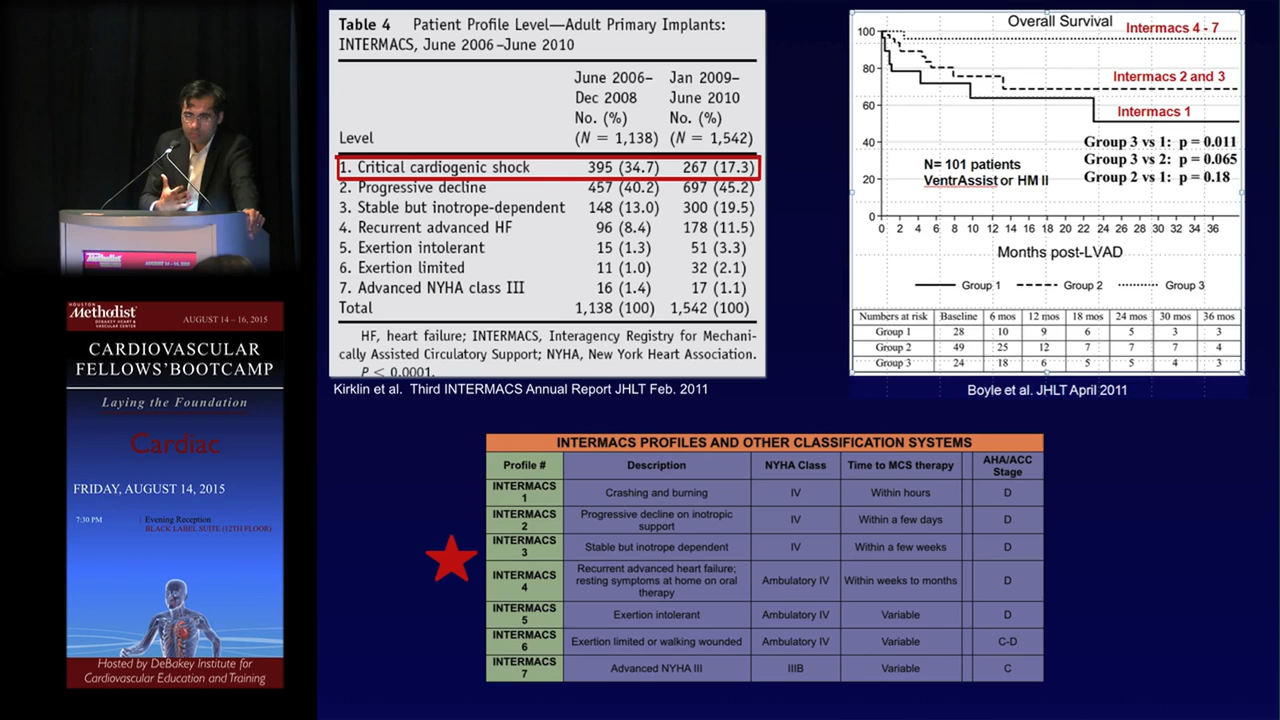 Table 4 Patient Profile Level—Adult Primary Implants:
INTERMACS, June 2006–June 2010
Level
June 2006–
Dec 2008
No. (%)
(N = 1,138)
Jan 2009–
June 2010
No. (%)
(N = 1,542)
1. Critical cardiogenic shock 395 (34.7) 267 (17.3)
2. Progressive decline 457 (40.2) 697 (45.2)
3. Stable but inotrope-dependent 148 (13.0) 300 (19.5)
4. Recurrent advanced HF 96 (8.4) 178 (11.5)
5. Exertion intolerant 15 (1.3) 51 (3.3)
6. Exertion limited 11 (1.0) 32 (2.1)
7. Advanced NYHA class III 16 (1.4) 17 (1.1)
Total 1,138 (100) 1,542 (100)
HF, heart failure; INTERMACS, Interagency Registry for Mechani-
cally Assisted Circulatory Support; NYHA, New York Heart Association.
P < 0.0001.
Kirklin et al. Third INTERMACS Annual Report JHLT Feb. 2011
Overall Survival
Intermacs 4 - 7
Intermacs 2 and 3
Intermacs 1
100
80
60
40
20
0
Group 3 vs 1: p = 0.011
Group 3 vs 2: p = 0.065
Group 2 vs 1: p = 0.18
N= 101 patients
VentrAssist or HM II
0 2 4 6 8 10 12 14 16 18 20 22 24 26 28 30 32 34 36
Months post-LVAD
Group 1 Group 2 Group 3
Numbers at risk Baseline 6 mos 12 mos 18 mos 24 mos 30 mos 36 mos
Group 1 28 10 9 6 5 3 3
Group 2 49 25 12 7 7 7 4
Group 3 24 18 6 5 5 4 3
Boyle et al. JHLT April 2011
INTERMACS PROFILES AND OTHER CLASSIFICATION SYSTEMS
Profile # Description NYHA Class Time to MCS therapy AHA/ACC Stage
INTERMACS 1 Crashing and burning IV Within hours D
INTERMACS 2 Progressive decline on inotropic support IV Within a few days D
INTERMACS 3 Stable but inotrope dependent IV Within a few weeks D
INTERMACS 4 Recurrent advanced heart failure; resting symptoms at home on oral therapy Ambulatory IV Within weeks to months D
INTERMACS 5 Exertion intolerant Ambulatory IV Variable D
INTERMACS 6 Exertion limited or walking wounded Ambulatory IV Variable C-D
INTERMACS 7 Advanced NYHA III IIIB Variable C
Methodist
AUGUST 14-16, 2015
HOUSTON
Methodist
DEBAKEY HEART &
VASCULAR CENTER
AUGUST 14 – 16, 2015
CARDIOVASCULAR
FELLOWS' BOOTCAMP
Laying the Foundation
Cardiac
FRIDAY, AUGUST 14, 2015
7:30 PM Evening Reception
BLACK LABEL SUITE (12TH FLOOR)
Hosted by DeBakey Institute for
Cardiovascular Education and Training